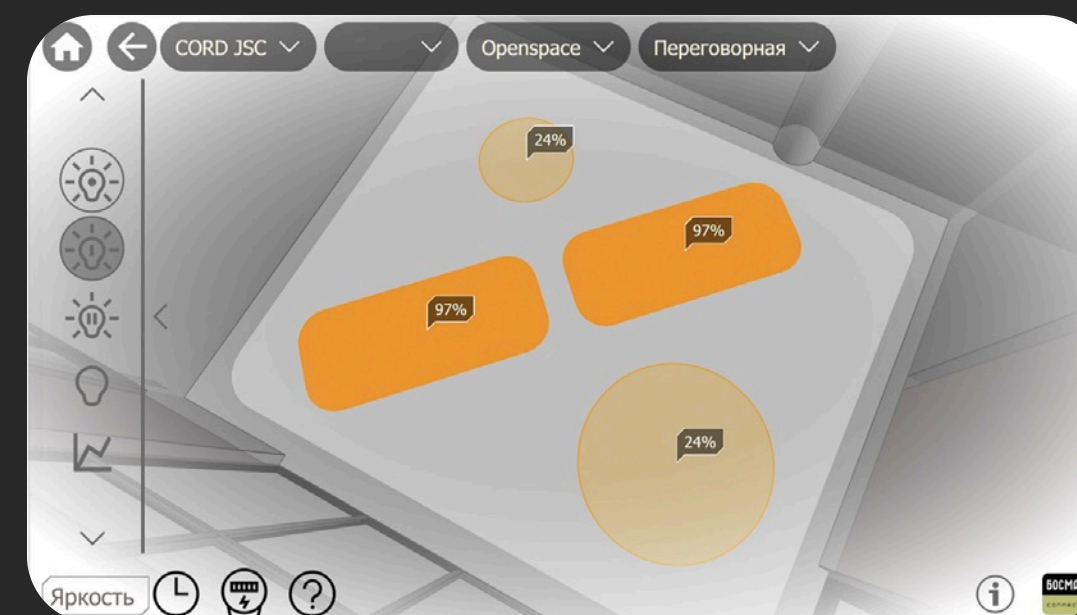 CORD JSC
Openspace
Переговорная
24%
97%
97%
24%
Яркость